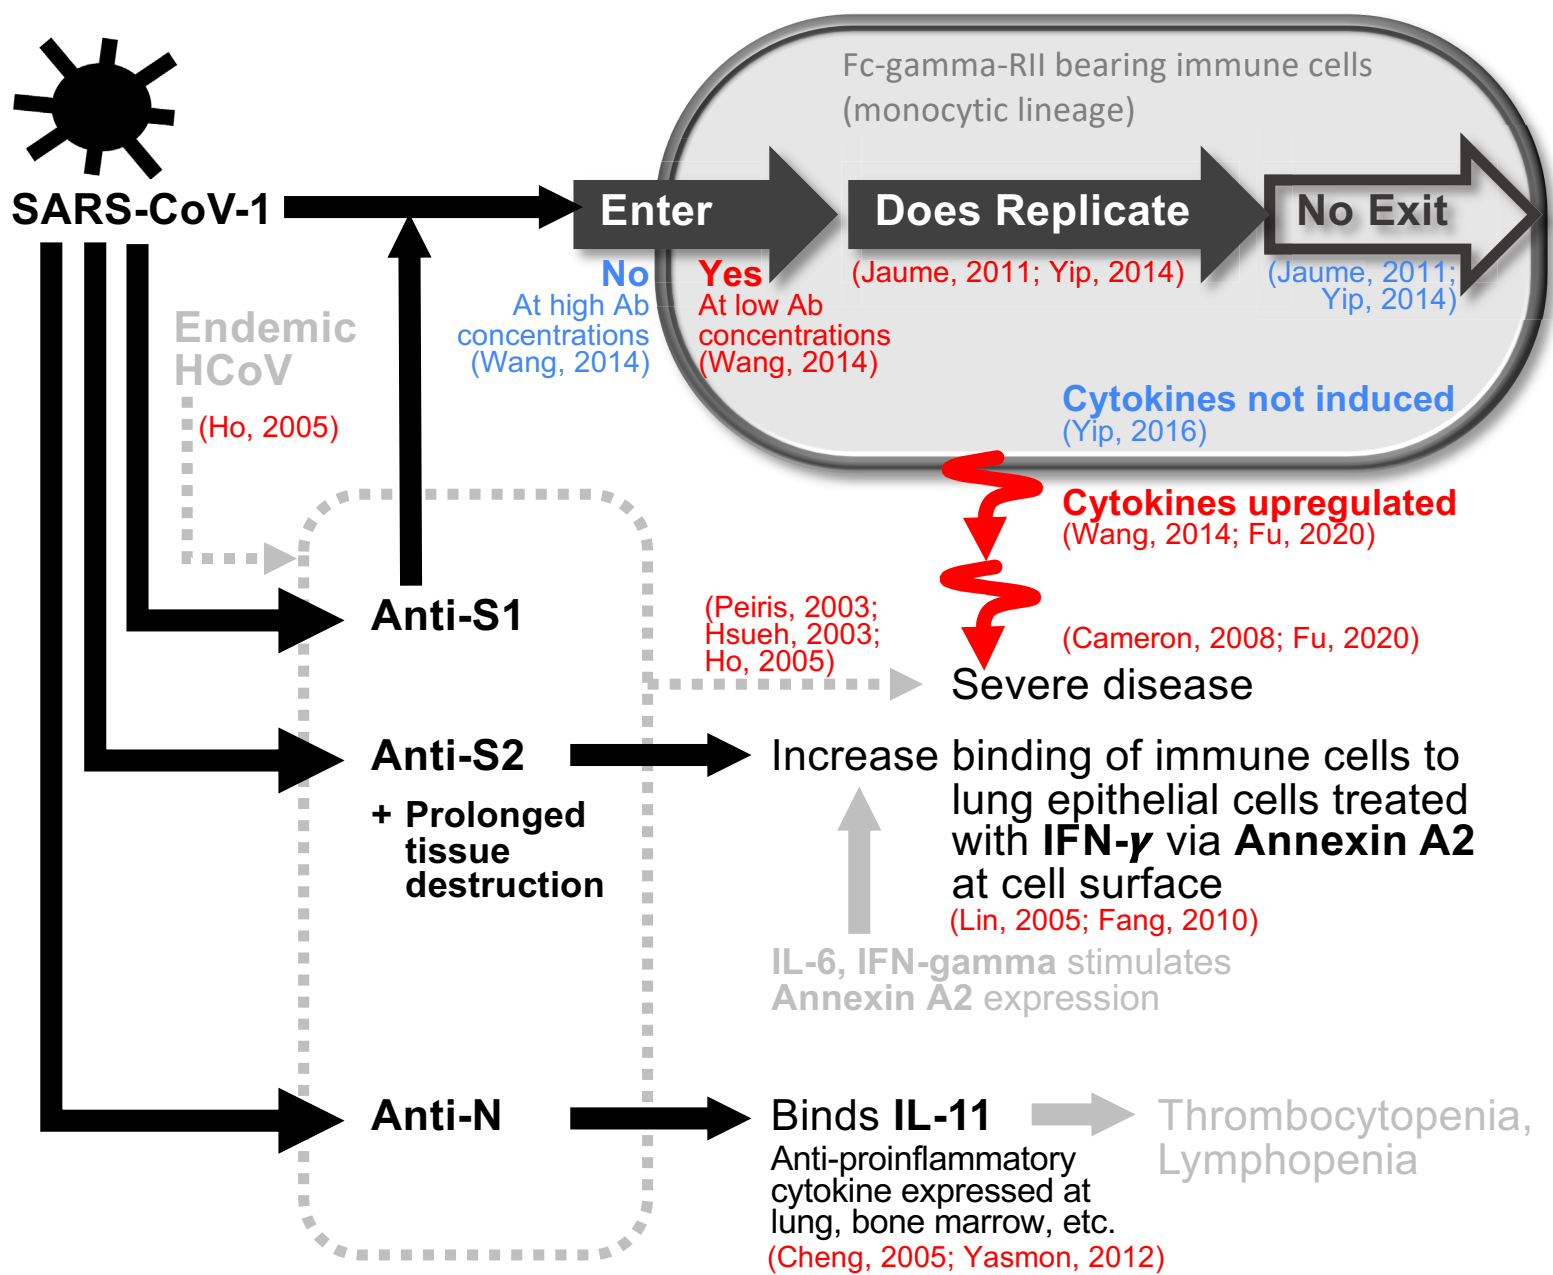 Fc-gamma-RII bearing immune cells
(monocytic lineage)
SARS-CoV-1
Enter
Does Replicate
No Exit
No
At high Ab
concentrations
(Wang, 2014)
Yes
At low Ab
concentrations
(Wang, 2014)
(Jaume, 2011; Yip, 2014)
(Jaume, 2011;
Yip, 2014)
Endemic
HCoV
(Ho, 2005)
Cytokines not induced
(Yip, 2016)
Cytokines upregulated
(Wang, 2014; Fu, 2020)
Anti-S1
(Peiris, 2003;
Hsueh, 2003;
Ho, 2005)
(Cameron, 2008; Fu, 2020)
Severe disease
Anti-S2
+ Prolonged
tissue
destruction
Increase binding of immune cells to
lung epithelial cells treated
with IFN-γ via Annexin A2
at cell surface
(Lin, 2005; Fang, 2010)
IL-6, IFN-gamma stimulates
Annexin A2 expression
Anti-N
Binds IL-11
Anti-proinflammatory
cytokine expressed at
lung, bone marrow, etc.
(Cheng, 2005; Yasmon, 2012)
Thrombocytopenia,
Lymphopenia